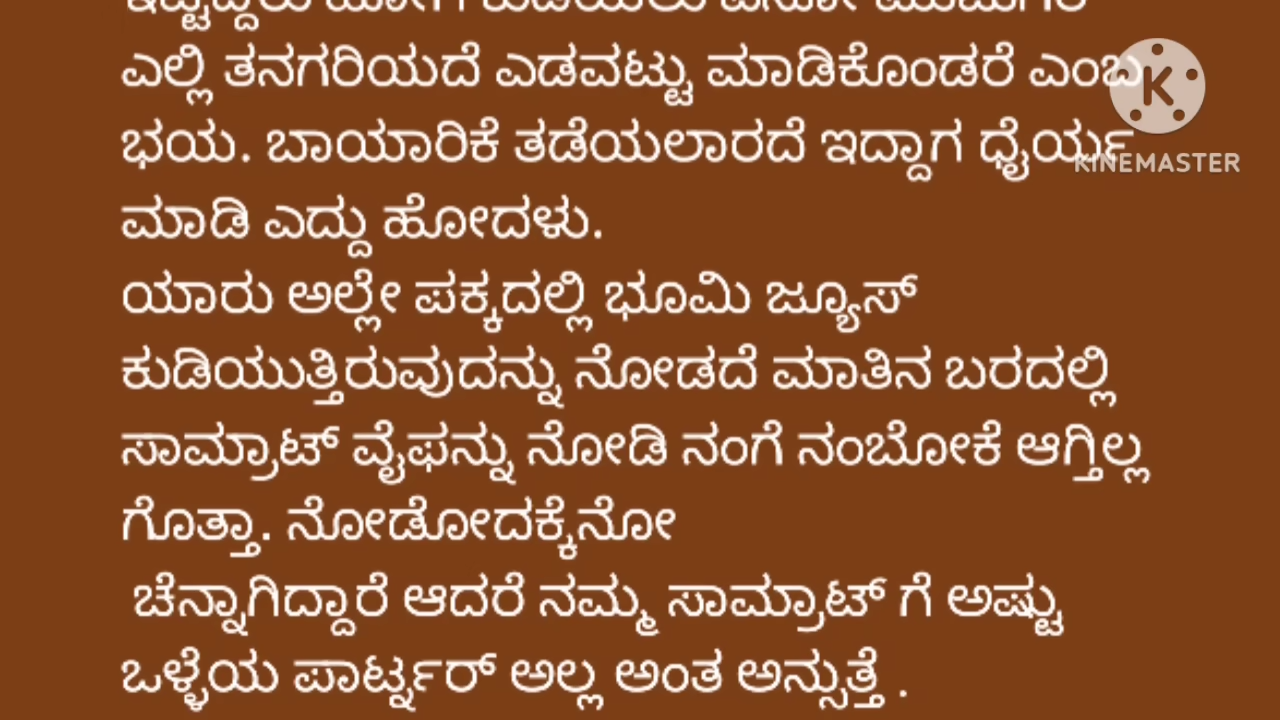 ಎಲ್ಲಿ ತನಗರಿಯದೆ ಎಡವಟ್ಟು ಮಾಡಿಕೊಂಡರೆ ಎಂಬ
ಭಯ. ಬಾಯಾರಿಕೆ ತಡೆಯಲಾರದೆ ಇದ್ದಾಗ ಧೈರ್ಯ
KINEMASTER
ಮಾಡಿ ಎದ್ದು ಹೋದಳು.
ಯಾರು ಅಲ್ಲೇ ಪಕ್ಕದಲ್ಲಿ ಭೂಮಿ ಜ್ಯೂಸ್
ಕುಡಿಯುತ್ತಿರುವುದನ್ನು ನೋಡದೆ ಮಾತಿನ ಬರದಲ್ಲಿ
ಸಾಮ್ರಾಟ್ ವೈಫನ್ನು ನೋಡಿ ನಂಗೆ ನಂಬೋಕೆ ಆಗ್ತಿಲ್ಲ
ಗೊತ್ತಾ. ನೋಡೋದಕ್ಕೆನೋ
ಚೆನ್ನಾಗಿದ್ದಾರೆ ಆದರೆ ನಮ್ಮ ಸಾಮ್ರಾಟ್ ಗೆ ಅಷ್ಟು
ಒಳ್ಳೆಯ ಪಾರ್ಟ್ನರ್ ಅಲ್ಲ ಅಂತ ಅನ್ಸುತ್ತೆ .